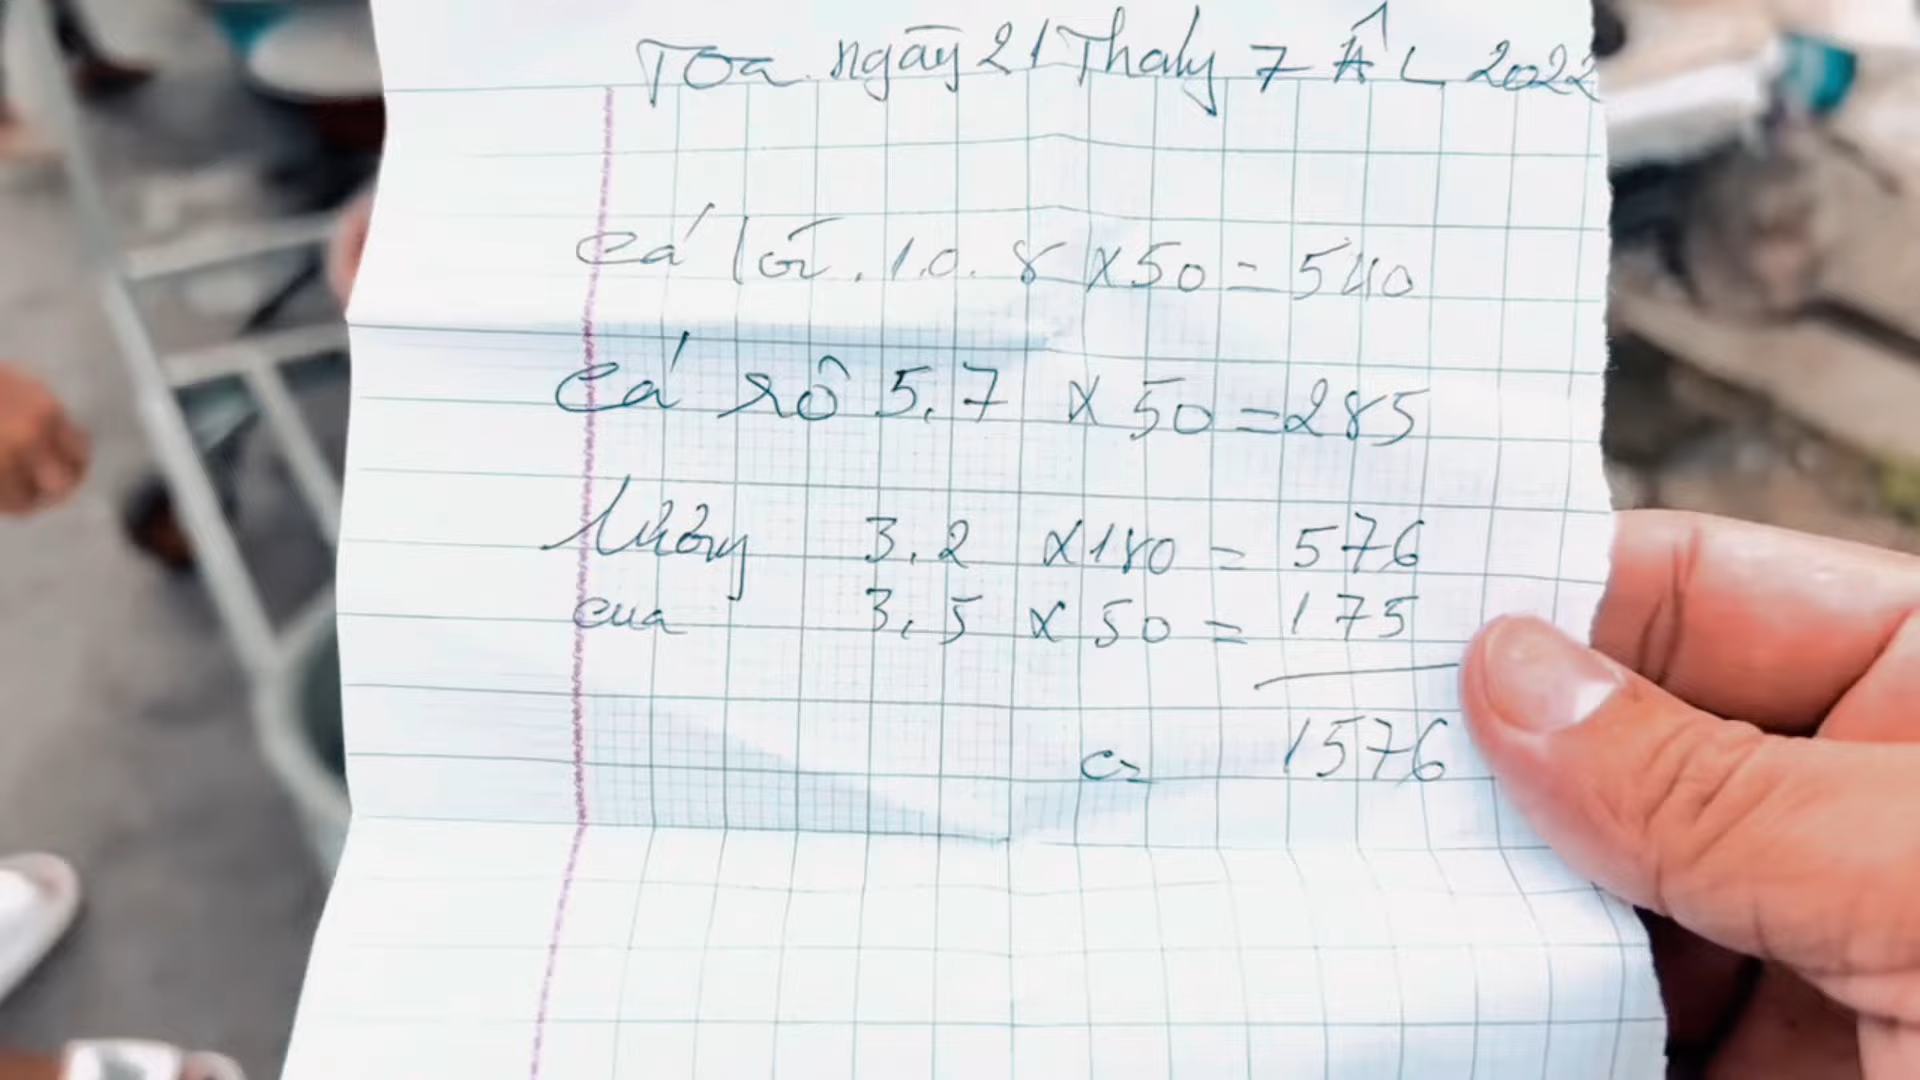 Toa ngày 21 Tháng 7 ÂL 2022
cá lóc. 10.8 x 50 = 540
cá rô 5.7 x 50 = 285
lươn 3.2 x 180 = 576
cua 3.5 x 50 = 175
c = 1576